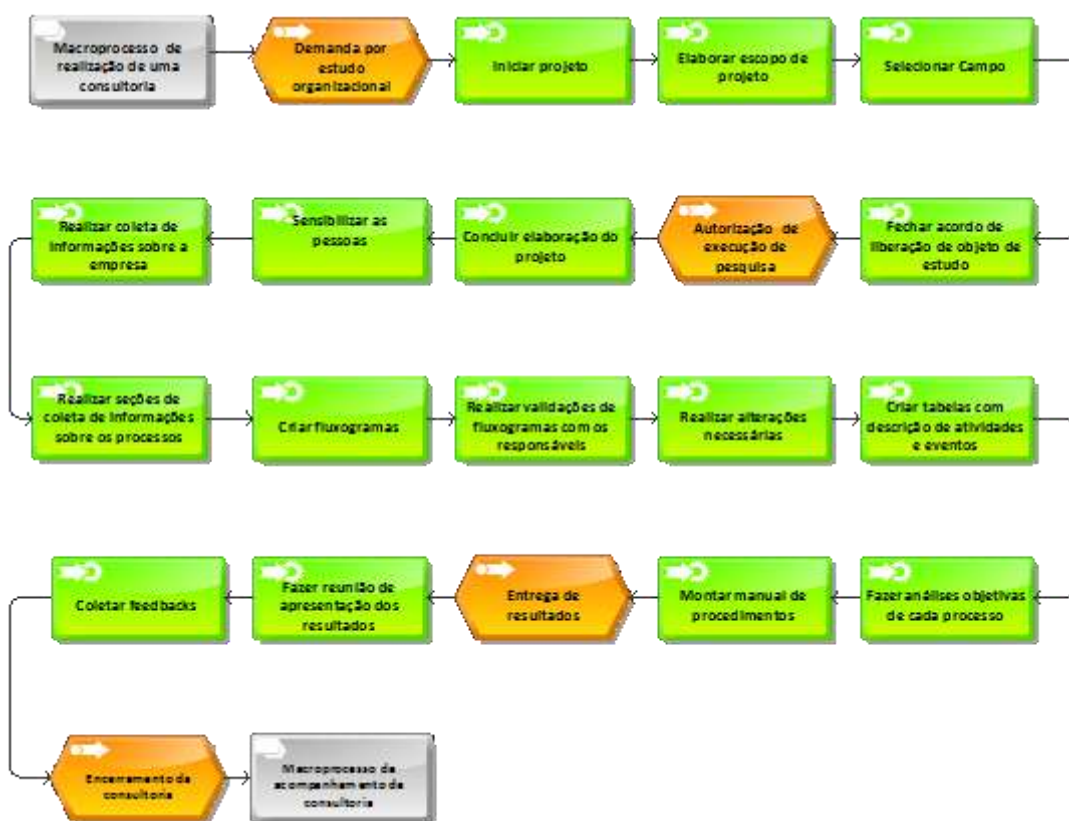 Macroprocesso de
realização de uma
consultoria
Demanda por
estudo
organizacional
Iniciar projeto
Elaborar escopo de
projeto
Selecionar Campo
Realizar coleta de
informações sobre a
empresa
Sensibilizar as
pessoas
Concluir elaboração do
projeto
Autorização de
execução de
pesquisa
Fechar acordo de
liberação de objeto de
estudo
Realizar seções de
coleta de informações
sobre os processos
Criar fluxogramas
Realizar validações de
fluxogramas com os
responsáveis
Realizar alterações
necessárias
Criar tabelas com
descrição de atividades
e eventos
Coletar feedbacks
Fazer reunião de
apresentação dos
resultados
Entrega de
resultados
Montar manual de
procedimentos
Fazer análises objetivas
de cada processo
Encerramento da
consultoria
Macroprocesso de
acompanhamento de
consultoria